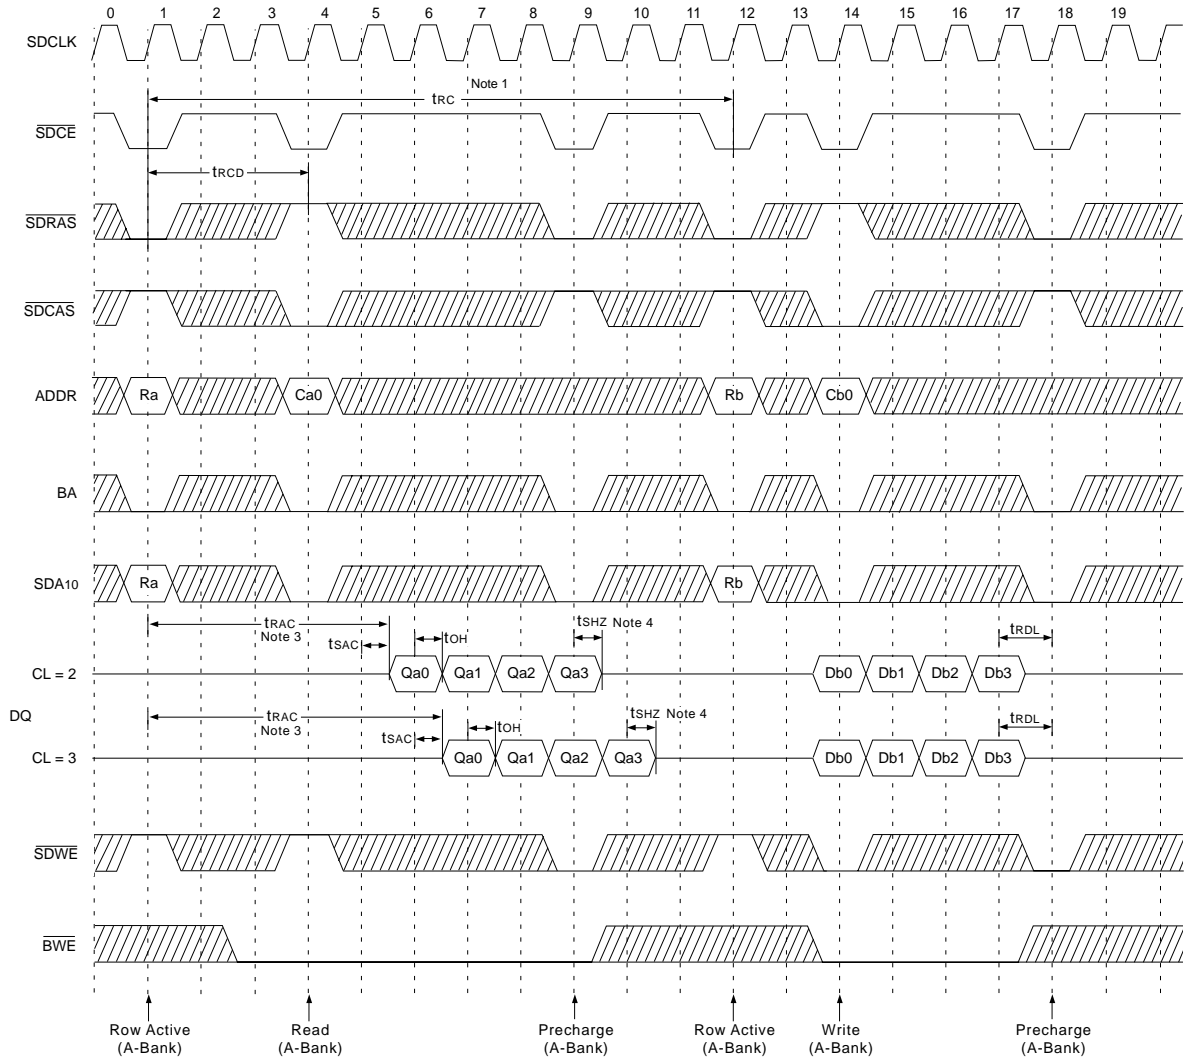 0 1 2 3 4 5 6 7 8 9 10 11 12 13 14 15 16 17 18 19
SDCLK
Note 1
tRC
SDCE
tRCD
SDRAS
SDCAS
ADDR Ra Ca0 Rb Cb0
BA
SDA10 Ra Rb
tRAC
Note 3
tSAC
tOH
tSHZ Note 4
tRDL
CL = 2 Qa0 Qa1 Qa2 Qa3 Db0 Db1 Db2 Db3
DQ
tRAC
Note 3
tSAC
tOH
tSHZ Note 4
tRDL
CL = 3 Qa0 Qa1 Qa2 Qa3 Db0 Db1 Db2 Db3
SDWE
BWE
Row Active
(A-Bank)
Read
(A-Bank)
Precharge
(A-Bank)
Row Active
(A-Bank)
Write
(A-Bank)
Precharge
(A-Bank)